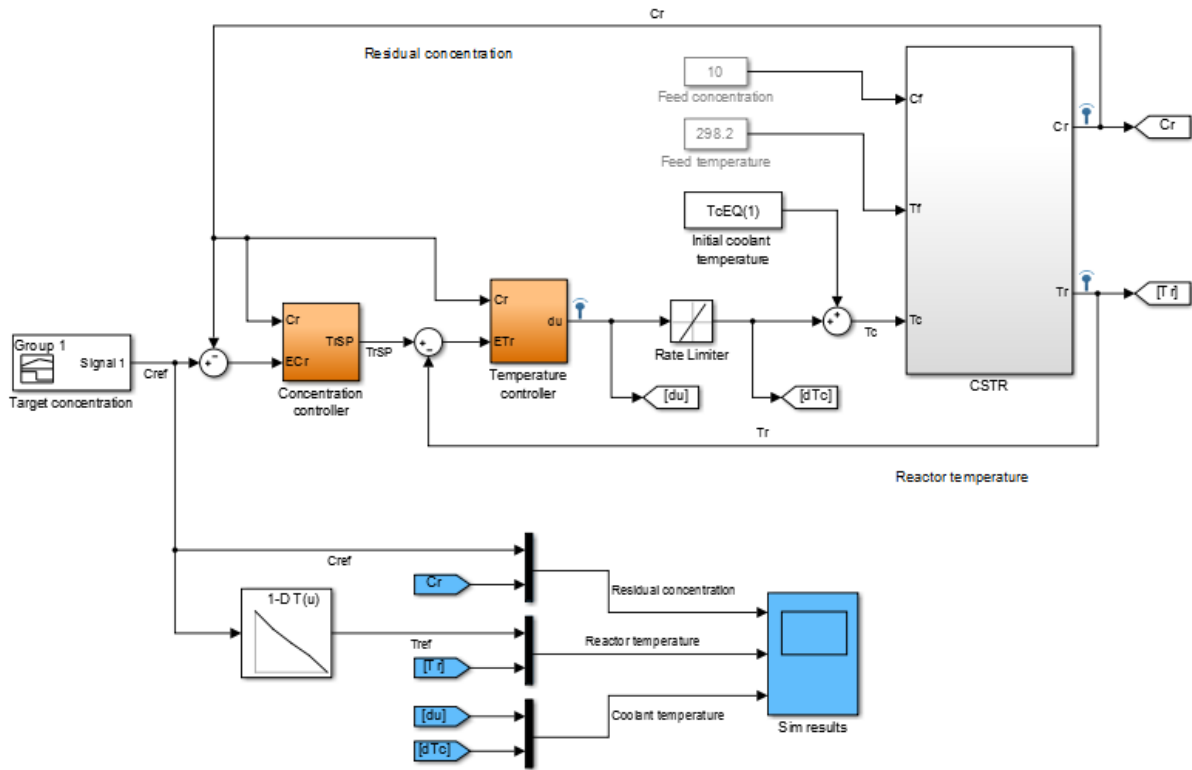 Cr
Residual concentration
10
Feed concentration
Cf
Cr
Cr
298.2
Feed temperature
TcEQ(1)
Tf
Initial coolant
temperature
Cr
du
ETr
Temperature
controller
Tr
[Tr]
Cr
TrSP
ECr
TrSP
Concentration
controller
Group 1
Signal 1
Target concentration
Cref
+
-
+
-
Rate Limiter
+
+
Tc
Tc
CSTR
[du]
[dTc]
Tr
Reactor temperature
Cref
Cr
Residual concentration
1-D T(u)
Tref
[Tr]
Reactor temperature
[du]
[dTc]
Coolant temperature
Sim results